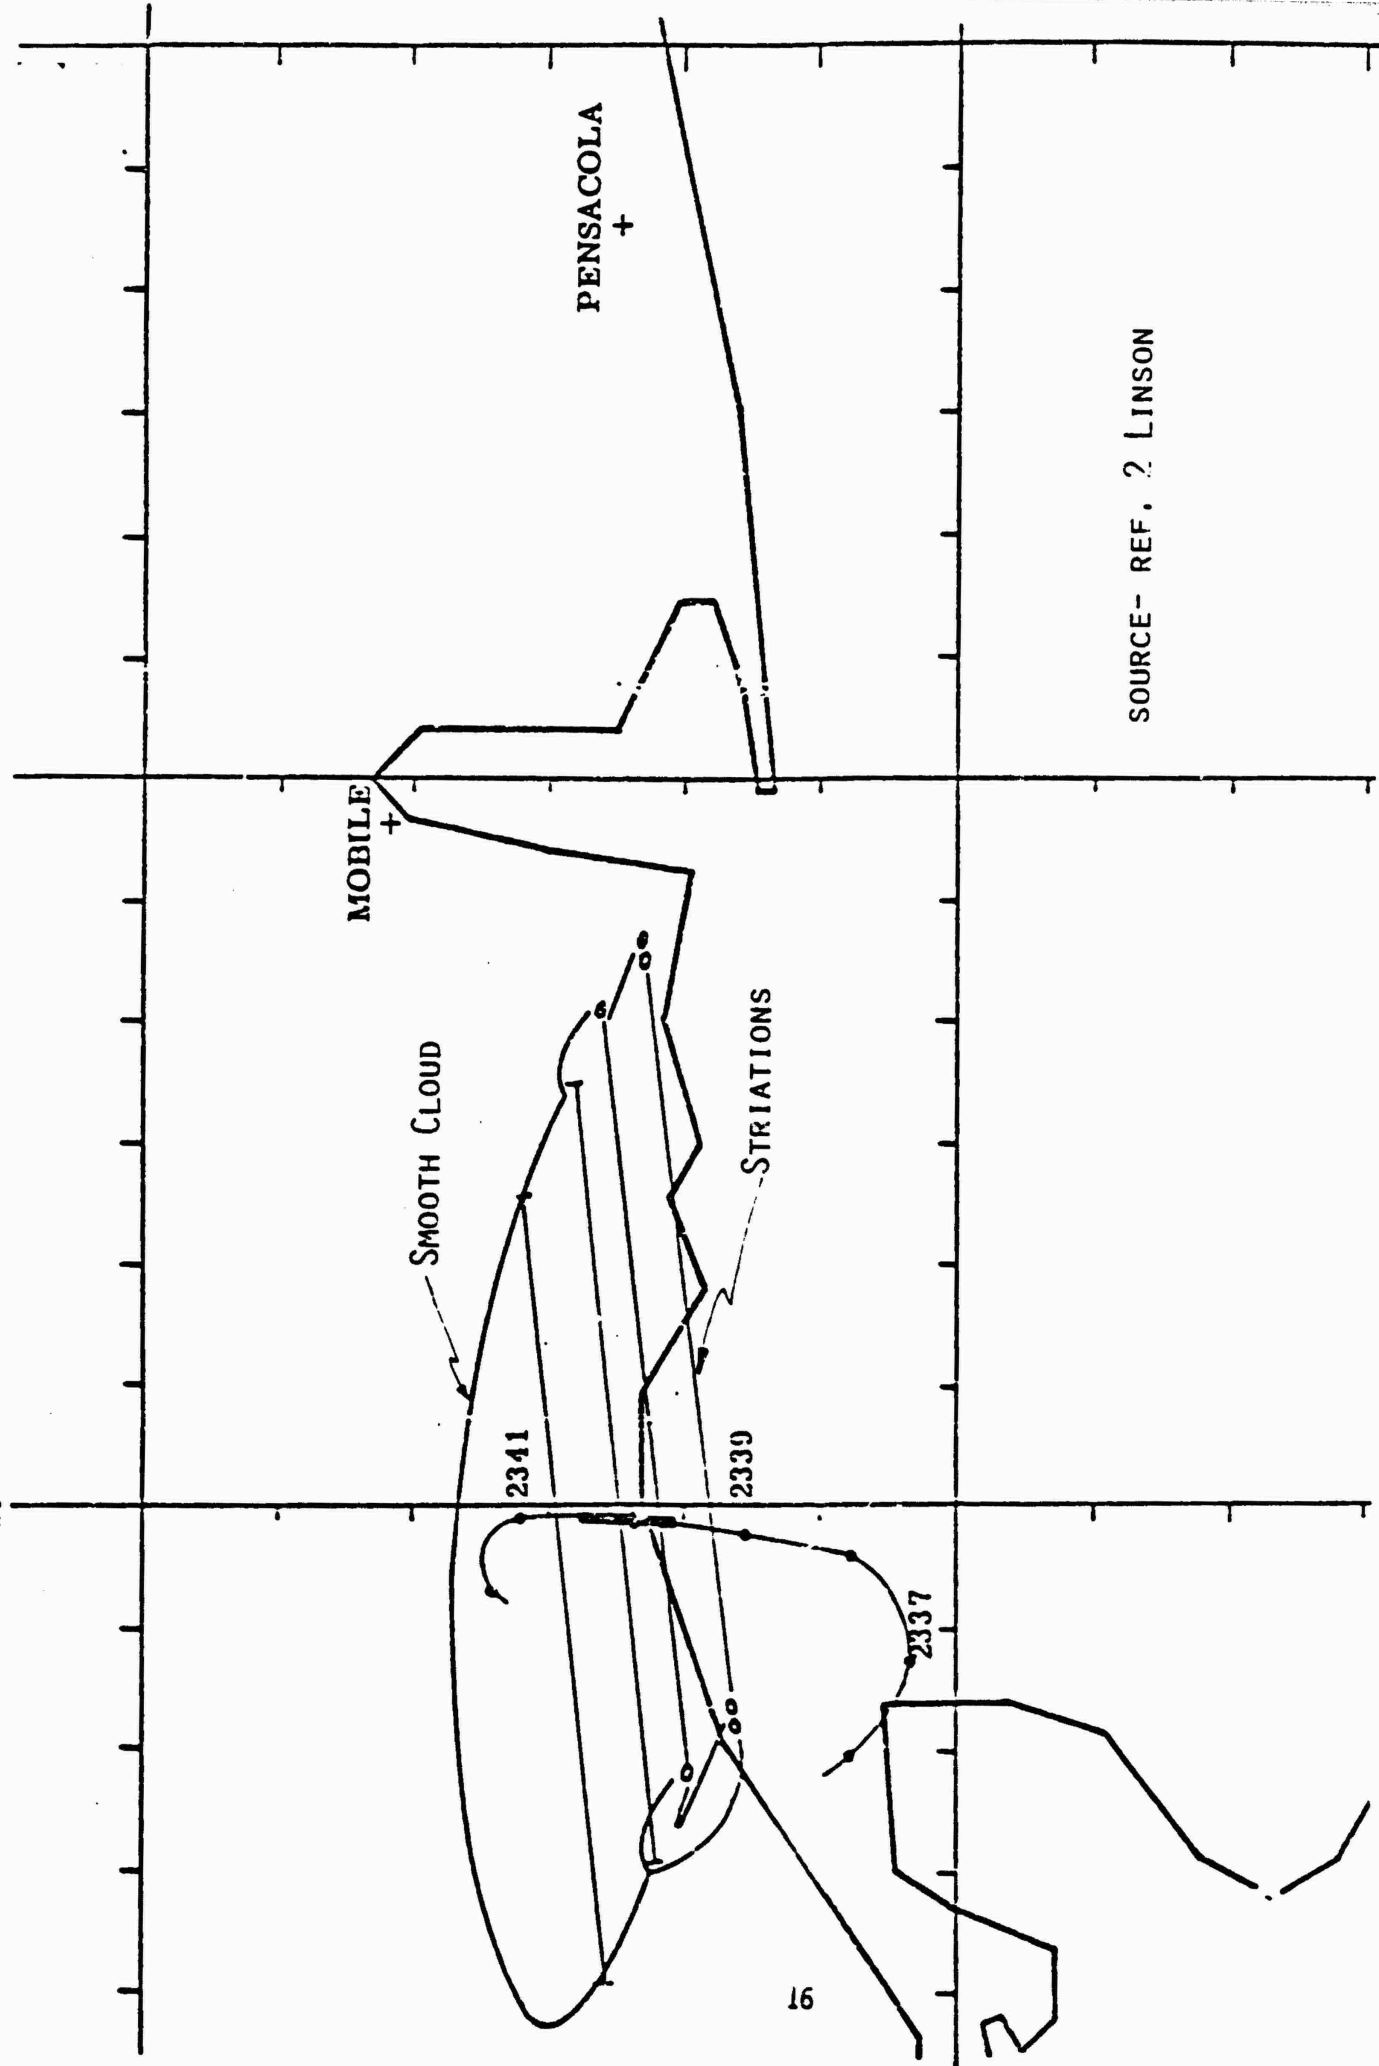 PENSACOLA
MOBILE
SMOOTH CLOUD
STRIATIONS
2341
2339
2337
SOURCE- REF. 2 LINSON
16